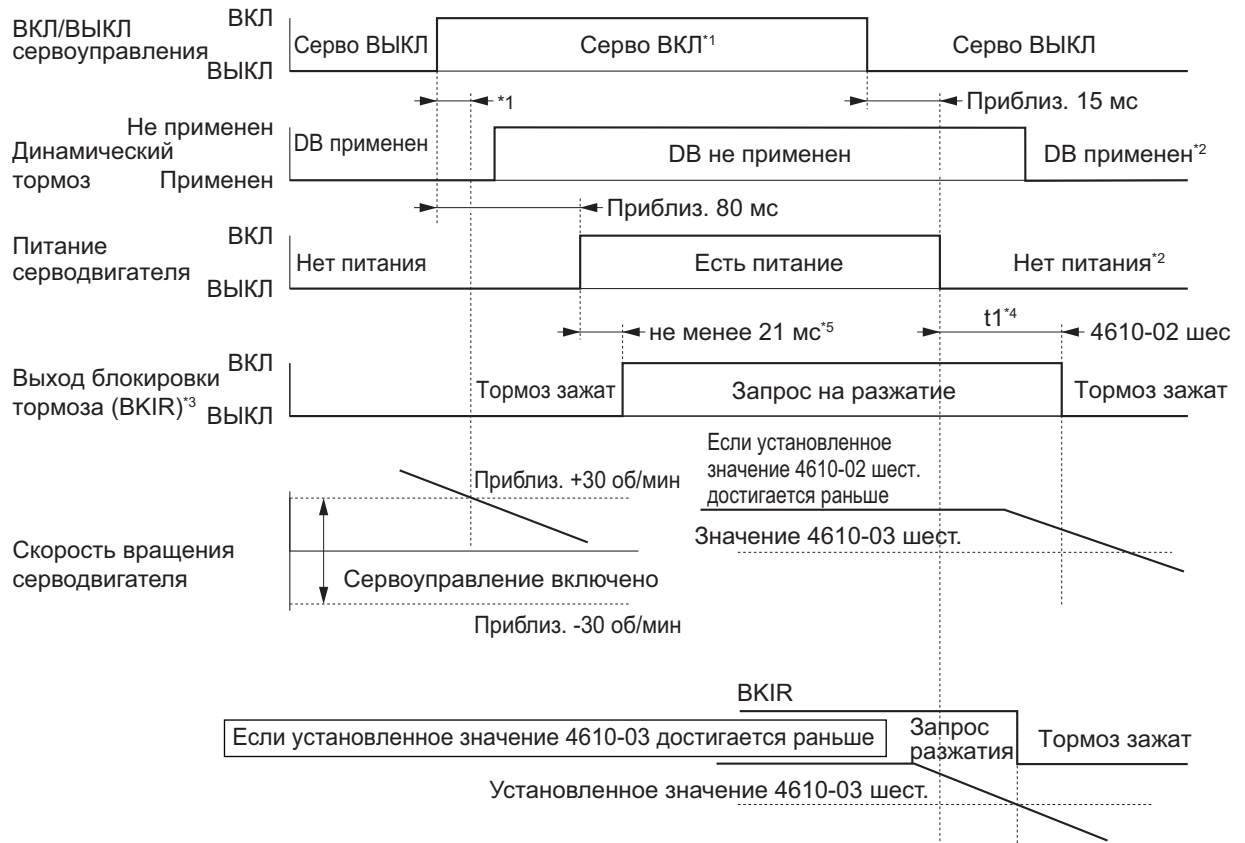 ВКЛ/ВЫКЛ
сервоуправления
ВКЛ
ВЫКЛ
Серво ВЫКЛ
Серво ВКЛ*1
Серво ВЫКЛ
*1
Приблиз. 15 мс
Динамический
тормоз
Не применен
Применен
DB применен
DB не применен
DB применен*2
Приблиз. 80 мс
Питание
серводвигателя
ВКЛ
ВЫКЛ
Нет питания
Есть питание
Нет питания*2
не менее 21 мс*5
t1*4
4610-02 шес
Выход блокировки
тормоза (BKIR)*3
ВКЛ
ВЫКЛ
Тормоз зажат
Запрос на разжатие
Тормоз зажат
Если установленное
значение 4610-02 шест.
достигается раньше
Приблиз. +30 об/мин
Значение 4610-03 шест.
Скорость вращения
серводвигателя
Сервоуправление включено
Приблиз. -30 об/мин
BKIR
Если установленное значение 4610-03 достигается раньше
Запрос
разжатия
Тормоз зажат
Установленное значение 4610-03 шест.